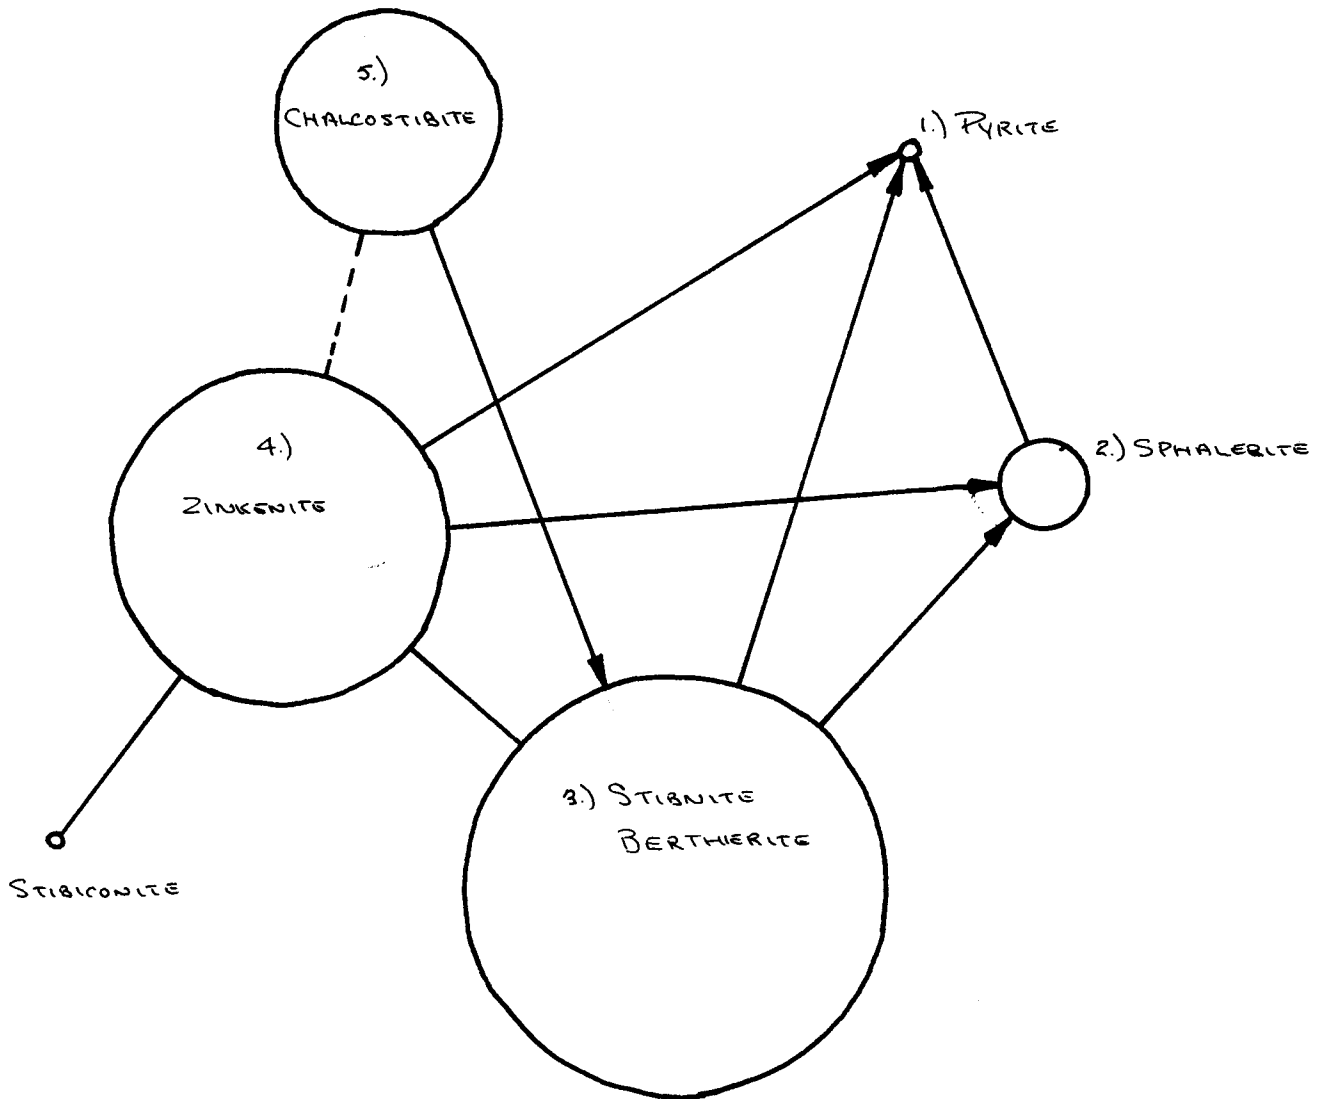 5.)
CHALCOSTIBITE
1.) PYRITE
4.)
ZINKENITE
2.) SPHALERITE
3.) STIBNITE
BERTHIERITE
STIBICONITE